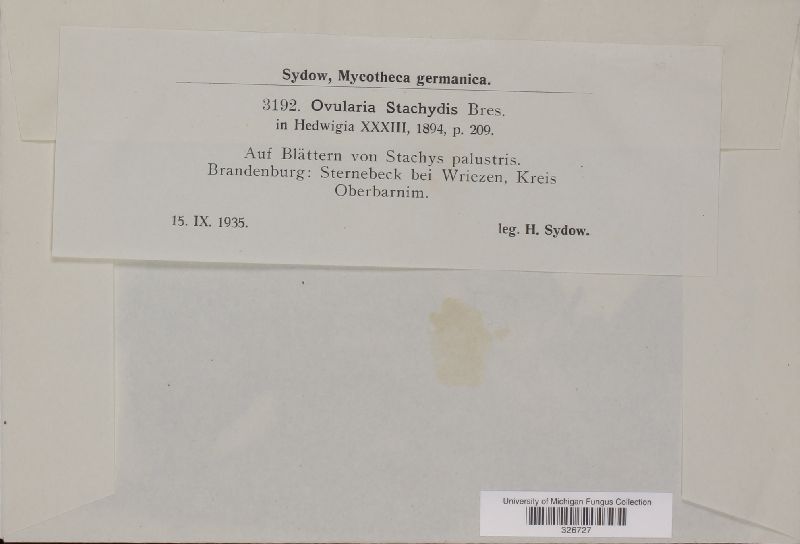 Sydow, Mycotheca germanica.
3192. Ovularia Stachydis Bres.
in Hedwigia XXXIII, 1894, p. 209.
Auf Blättern von Stachys palustris.
Brandenburg: Sternebeck bei Wriezen, Kreis
Oberbarnim.
15. IX. 1935.
leg. H. Sydow.
University of Michigan Fungus Collection
326727